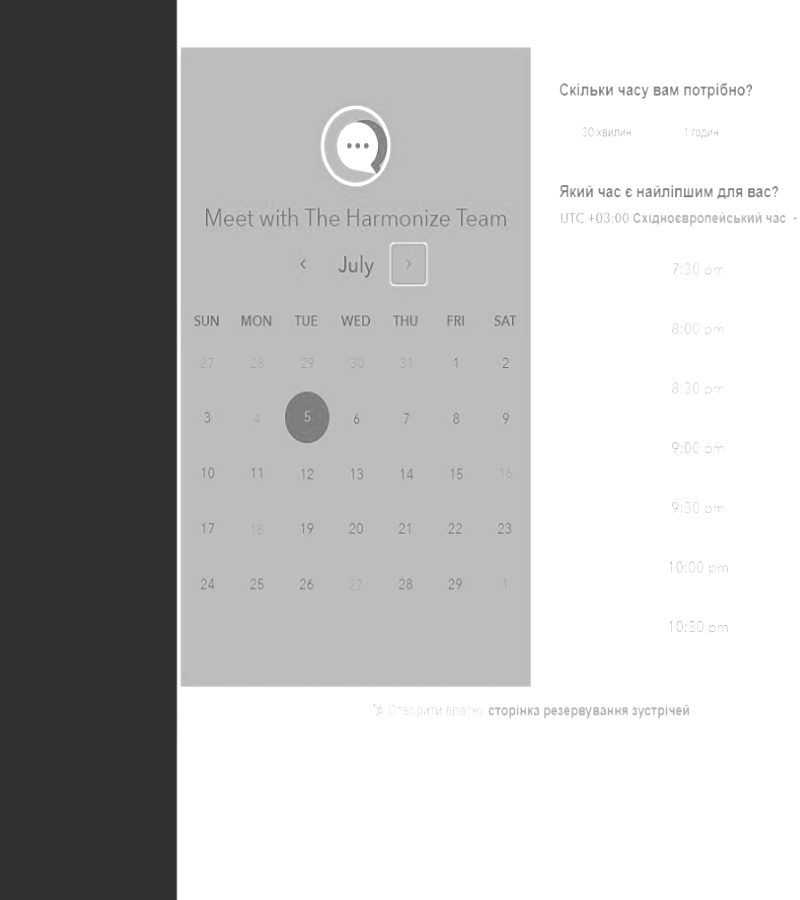 Meet with The Harmonize Team
July
SUN MON TUE WED THU FRI SAT
27 28 29 30 31 1 2
3 4 5 6 7 8 9
10 11 12 13 14 15 16
17 18 19 20 21 22 23
24 25 26 27 28 29 1
Скільки часу вам потрібно?
30 хвилин 1 годин
Який час є найліпшим для вас?
UTC +03:00 Східноєвропейський час
7:30 pm
8:00 pm
8:30 pm
9:00 pm
9:30 pm
10:00 pm
10:30 pm
Створити власну сторінка резервування зустрічей